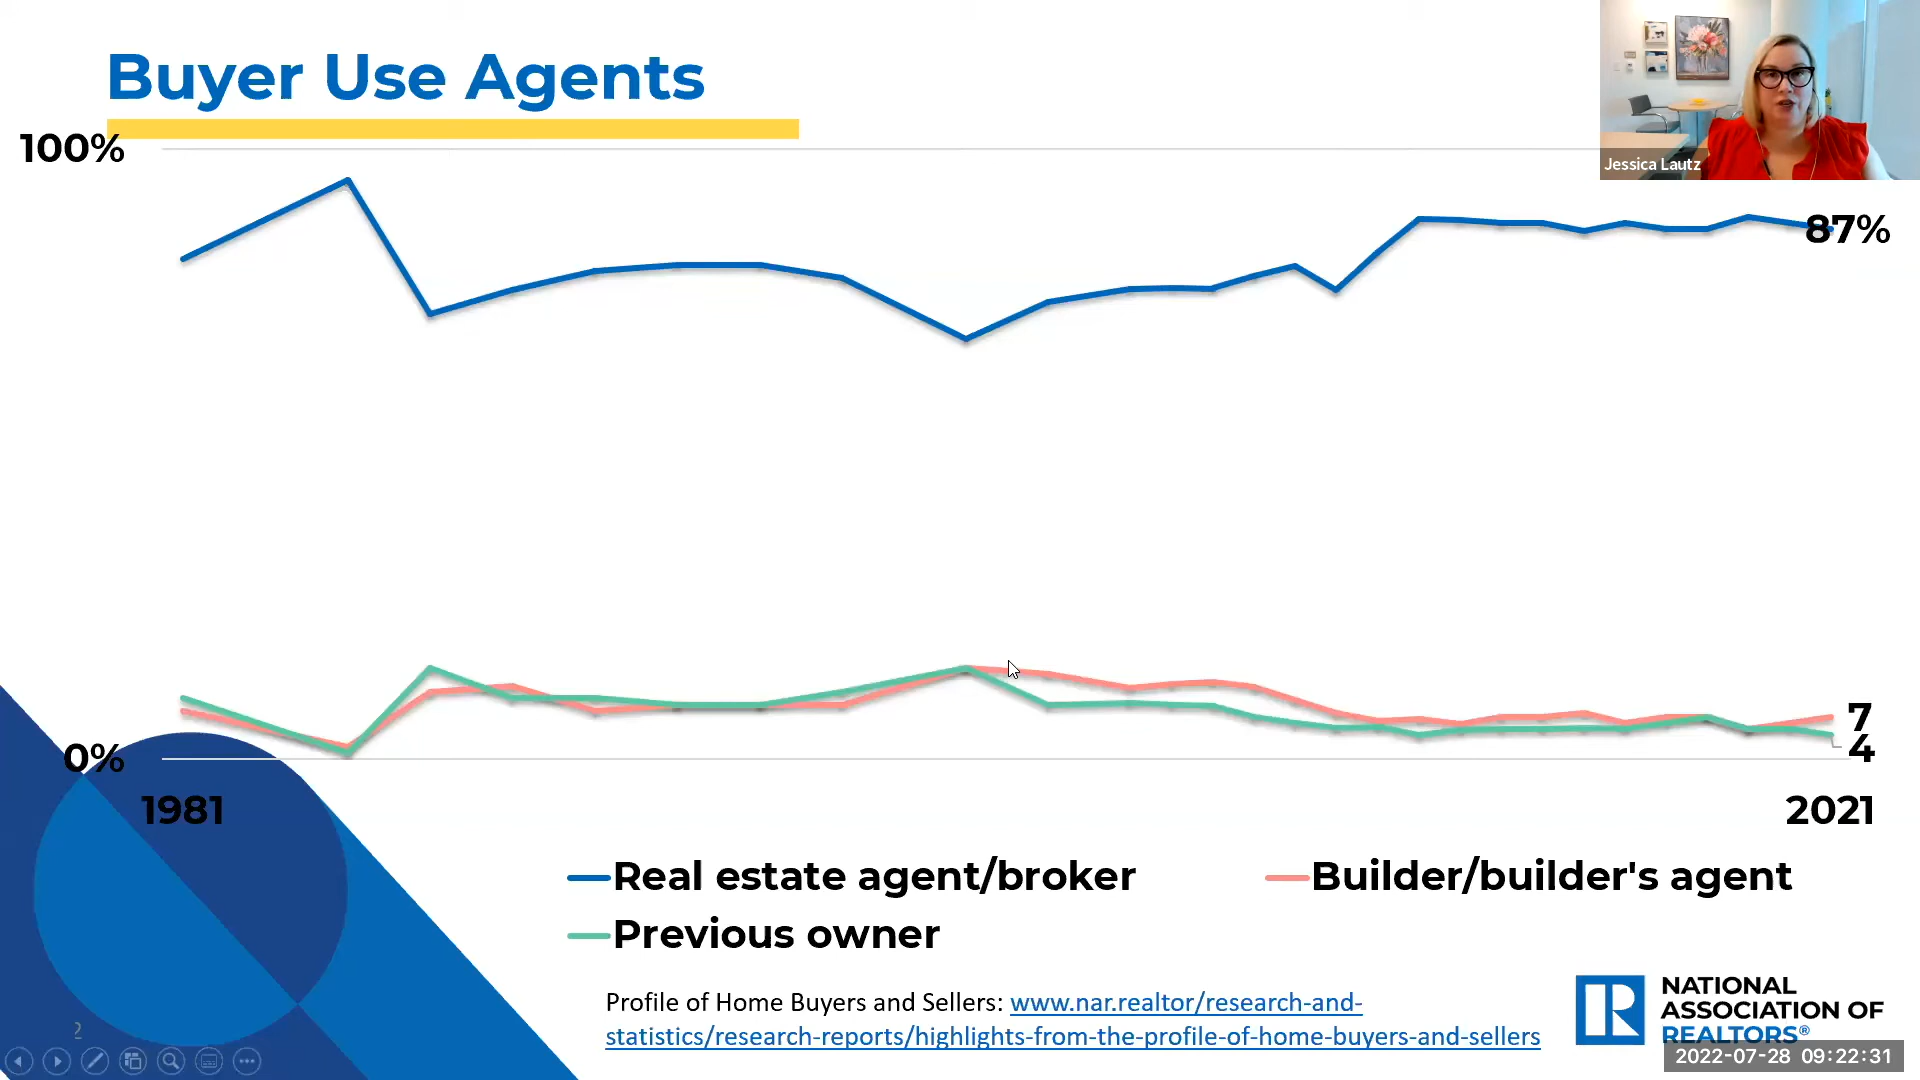 Buyer Use Agents
Jessica Lautz
100%
87%
7
4
0%
1981
2021
Real estate agent/broker
Builder/builder's agent
Previous owner
Profile of Home Buyers and Sellers: www.nar.realtor/research-and-
statistics/research-reports/highlights-from-the-profile-of-home-buyers-and-sellers
R
NATIONAL
ASSOCIATION OF
REALTORS®
2
2022-07-28 09:22:31